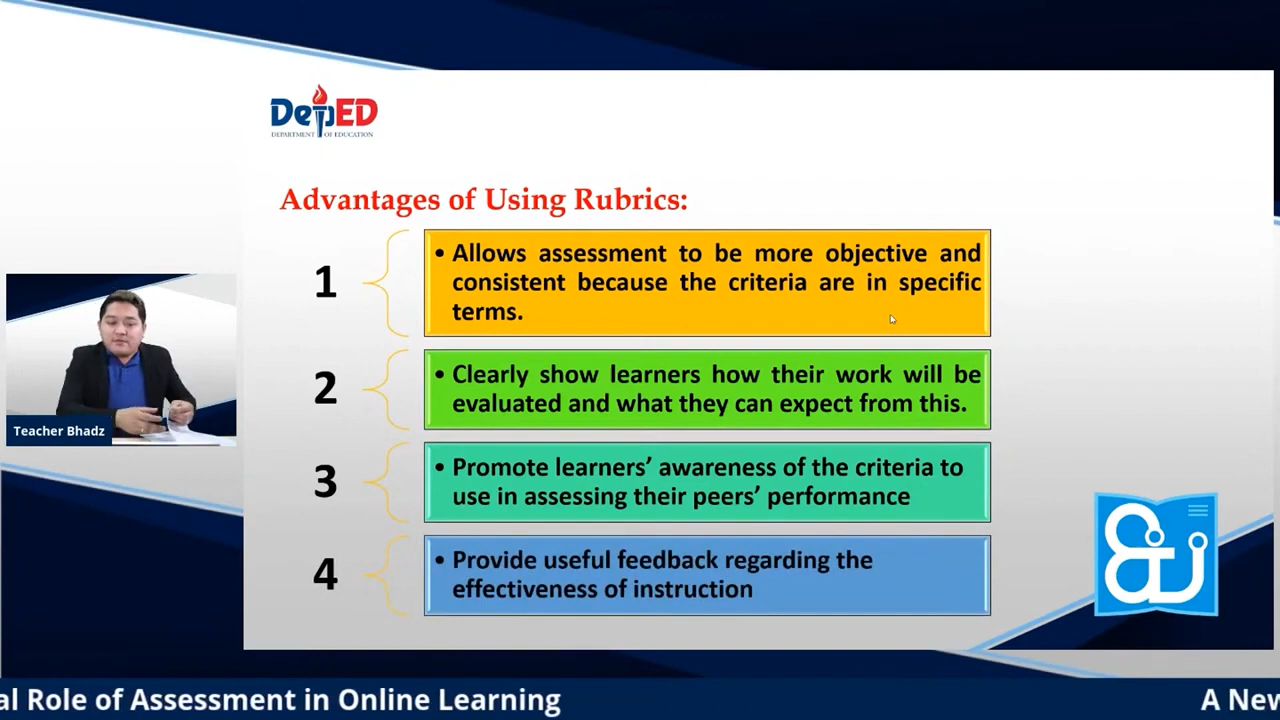 DepED
DEPARTMENT OF EDUCATION
Advantages of Using Rubrics:
1
• Allows assessment to be more objective and
consistent because the criteria are in specific
terms.
2
• Clearly show learners how their work will be
evaluated and what they can expect from this.
3
• Promote learners’ awareness of the criteria to
use in assessing their peers’ performance
4
• Provide useful feedback regarding the
effectiveness of instruction
Teacher Bhadz
al Role of Assessment in Online Learning
A New